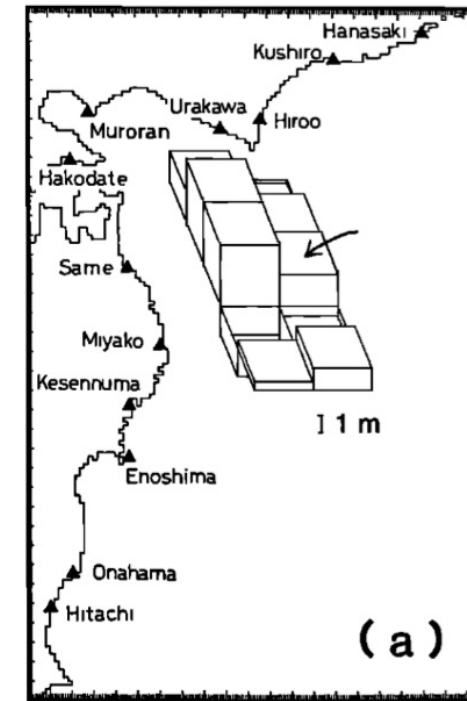 Hanasaki
Kushiro
Urakawa
Hiroo
Muroran
Hakodate
Same
Miyako
Kesennuma
1 m
Enoshima
Onahama
Hitachi
(a)